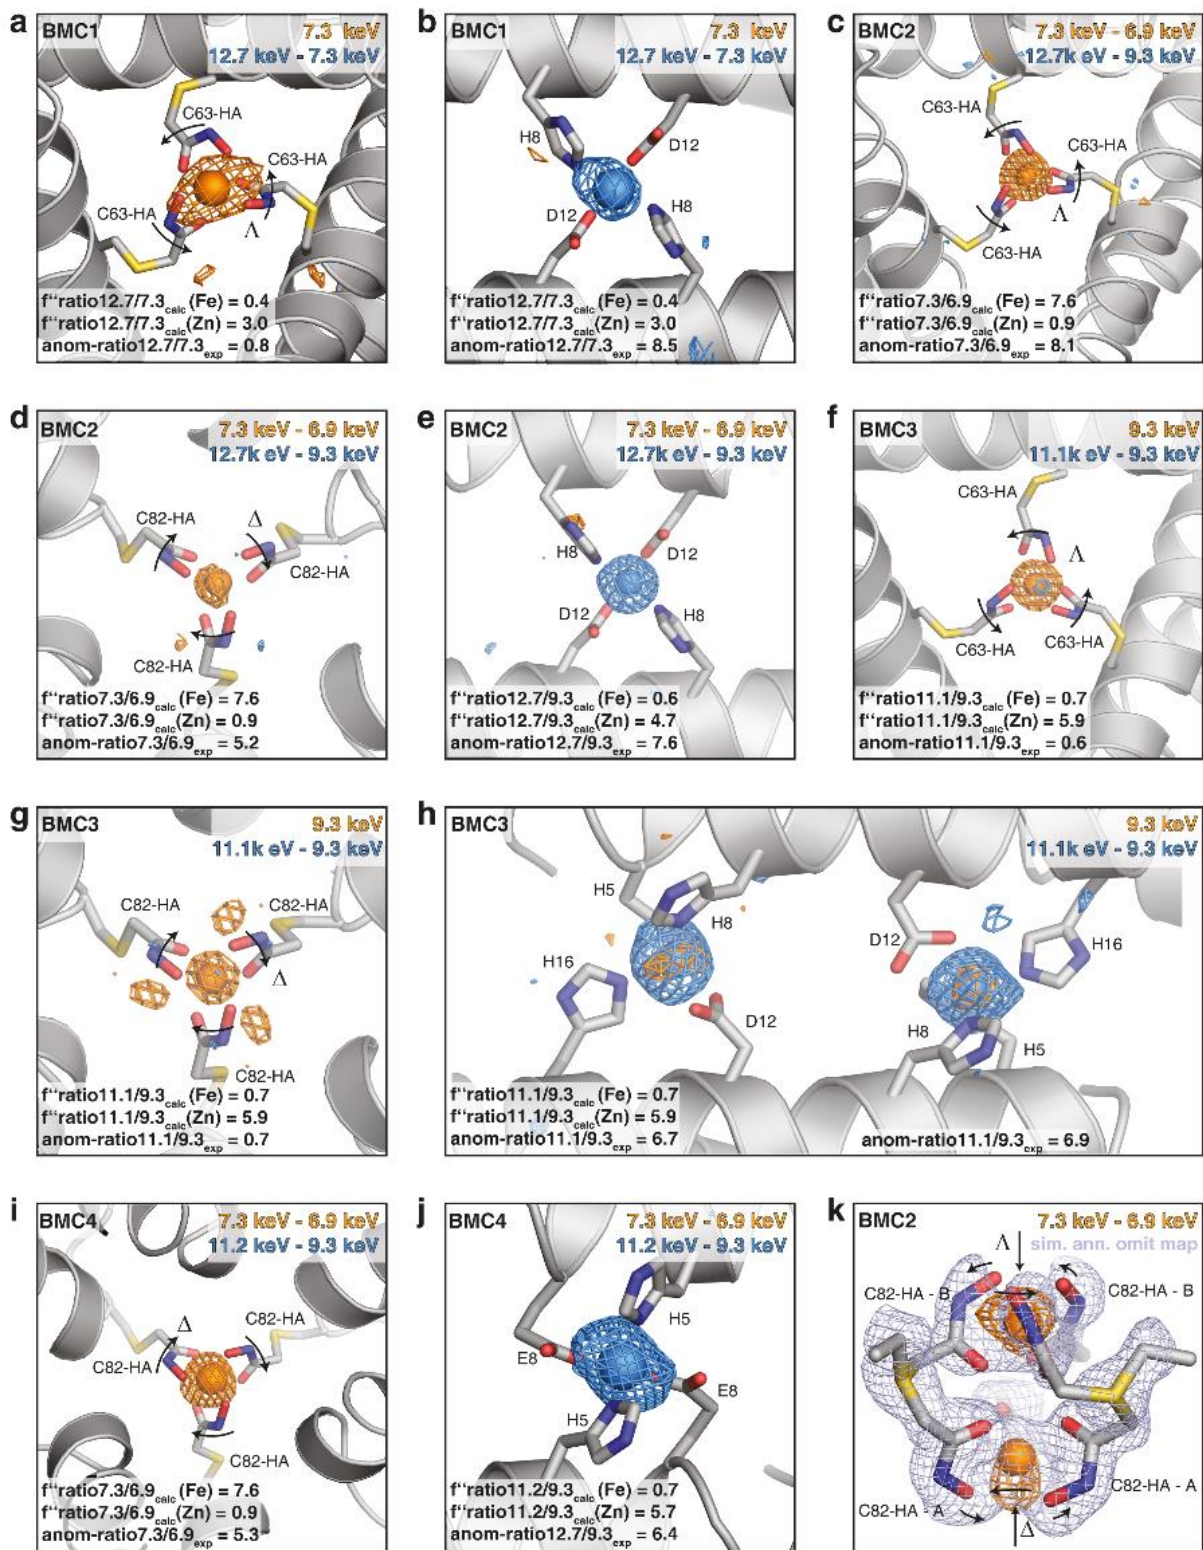 a BMC1 7.3 keV
12.7 keV - 7.3 keV
C63-HA
C63-HA
C63-HA
Λ
f“ratio12.7/7.3calc(Fe) = 0.4
f“ratio12.7/7.3calc(Zn) = 3.0
anom-ratio12.7/7.3exp = 0.8
b BMC1 7.3 keV
12.7 keV - 7.3 keV
H8
D12
D12
H8
f“ratio12.7/7.3calc(Fe) = 0.4
f“ratio12.7/7.3calc(Zn) = 3.0
anom-ratio12.7/7.3exp = 8.5
c BMC2 7.3 keV - 6.9 keV
12.7k eV - 9.3 keV
C63-HA
C63-HA
Λ
C63-HA
f“ratio7.3/6.9calc(Fe) = 7.6
f“ratio7.3/6.9calc(Zn) = 0.9
anom-ratio7.3/6.9exp = 8.1
d BMC2 7.3 keV - 6.9 keV
12.7k eV - 9.3 keV
C82-HA
Δ
C82-HA
C82-HA
f“ratio7.3/6.9calc(Fe) = 7.6
f“ratio7.3/6.9calc(Zn) = 0.9
anom-ratio7.3/6.9exp = 5.2
e BMC2 7.3 keV - 6.9 keV
12.7k eV - 9.3 keV
H8
D12
D12
H8
f“ratio12.7/9.3calc(Fe) = 0.6
f“ratio12.7/9.3calc(Zn) = 4.7
anom-ratio12.7/9.3exp = 7.6
f BMC3 9.3 keV
11.1k eV - 9.3 keV
C63-HA
Λ
C63-HA
C63-HA
f“ratio11.1/9.3calc(Fe) = 0.7
f“ratio11.1/9.3calc(Zn) = 5.9
anom-ratio11.1/9.3exp = 0.6
g BMC3 9.3 keV
11.1k eV - 9.3 keV
C82-HA
C82-HA
Δ
C82-HA
f“ratio11.1/9.3calc(Fe) = 0.7
f“ratio11.1/9.3calc(Zn) = 5.9
anom-ratio11.1/9.3exp = 0.7
h BMC3 9.3 keV
11.1k eV - 9.3 keV
H5
H8
H16
D12
D12
H16
H8
H5
f“ratio11.1/9.3calc(Fe) = 0.7
f“ratio11.1/9.3calc(Zn) = 5.9
anom-ratio11.1/9.3exp = 6.7
anom-ratio11.1/9.3exp = 6.9
i BMC4 7.3 keV - 6.9 keV
11.2 keV - 9.3 keV
C82-HA
Δ
C82-HA
C82-HA
f“ratio7.3/6.9calc(Fe) = 7.6
f“ratio7.3/6.9calc(Zn) = 0.9
anom-ratio7.3/6.9exp = 5.3
j BMC4 7.3 keV - 6.9 keV
11.2 keV - 9.3 keV
H5
E8
E8
H5
f“ratio11.2/9.3calc(Fe) = 0.7
f“ratio11.2/9.3calc(Zn) = 5.7
anom-ratio12.7/9.3exp = 6.4
k BMC2 7.3 keV - 6.9 keV
sim. ann. omit map
Λ
C82-HA - B
C82-HA - B
C82-HA - A
C82-HA - A
Δ